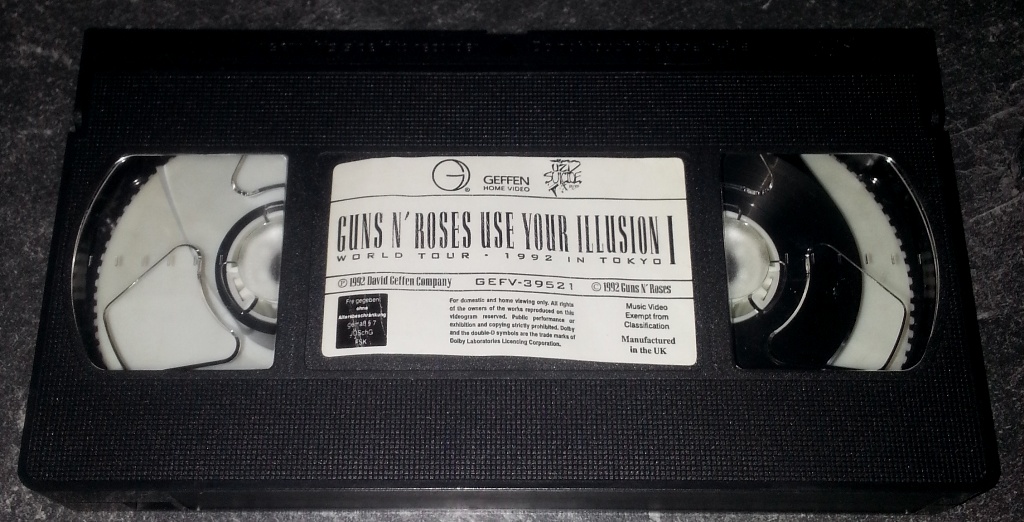 GEFFEN
HOME VIDEO
UZI
SUICIDE
GUNS N' ROSES USE YOUR ILLUSION I
WORLD TOUR · 1992 IN TOKYO
℗ 1992 David Geffen Company GEFV-39521 © 1992 Guns N' Roses
Freigegeben
ohne
Altersbeschränkung
gemäß § 7
JÖSchG
FSK
For domestic and home viewing only. All rights
of the owners of the works reproduced on this
videogram reserved. Public performance or
exhibition and copying strictly prohibited. Dolby
and the double-D symbols are the trade marks of
Dolby Laboratories Licencing Corporation.
Music Video
Exempt from
Classification
Manufactured
in the UK